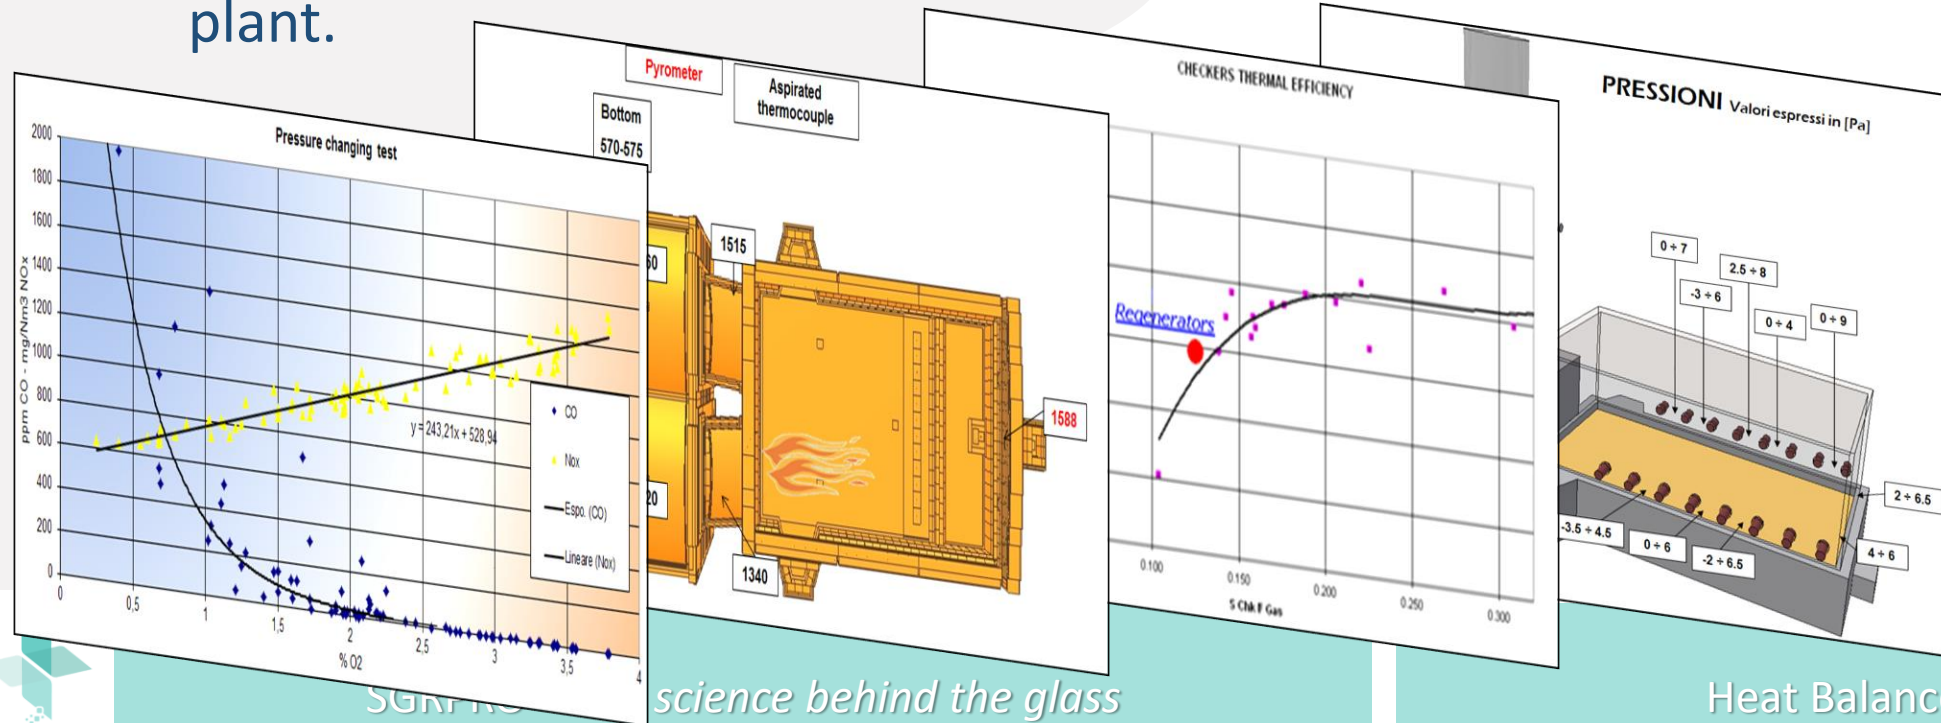 plant.
Pressure changing test
2000
1800
1600
1400
1200
1000
800
600
400
200
0
ppm CO - mg/Nm3 NOx
0
0,5
1
1,5
2
2,5
3
3,5
4
% O2
y = 243,21x + 528,94
CO
Nox
Espo. (CO)
Lineare (Nox)
Pyrometer
Aspirated
thermocouple
Bottom
570-575
1515
1588
1340
CHECKERS THERMAL EFFICIENCY
Regenerators
0.100
0.150
0.200
0.250
0.300
S Chk F Gas
PRESSIONI Valori espressi in [Pa]
0 ÷ 7
2.5 ÷ 8
-3 ÷ 6
0 ÷ 4
0 ÷ 9
2 ÷ 6.5
-3.5 ÷ 4.5
0 ÷ 6
-2 ÷ 6.5
4 ÷ 6
science behind the glass
Heat Balanc